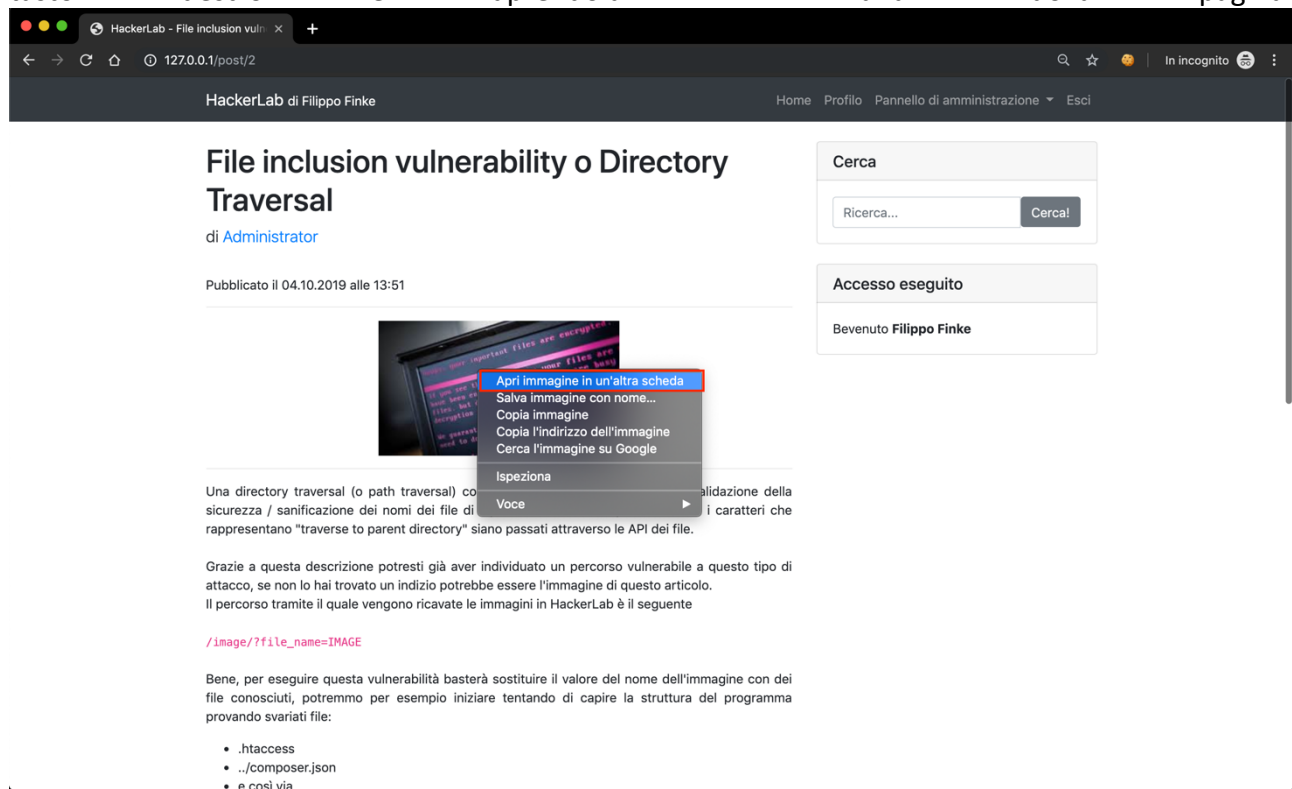 HackerLab - File inclusion vuln
127.0.0.1/post/2
In incognito
HackerLab di Filippo Finke
Home Profilo Pannello di amministrazione Esci
File inclusion vulnerability o Directory
Traversal
di Administrator
Pubblicato il 04.10.2019 alle 13:51
your important files are encrypted.
Apri immagine in un'altra scheda
Salva immagine con nome...
Copia immagine
Copia l'indirizzo dell'immagine
Cerca l'immagine su Google
Ispeziona
Voce
Una directory traversal (o path traversal) co alidazione della
sicurezza / sanificazione dei nomi dei file di i caratteri che
rappresentano "traverse to parent directory" siano passati attraverso le API dei file.
Grazie a questa descrizione potresti già aver individuato un percorso vulnerabile a questo tipo di
attacco, se non lo hai trovato un indizio potrebbe essere l'immagine di questo articolo.
Il percorso tramite il quale vengono ricavate le immagini in HackerLab è il seguente
/image/?file_name=IMAGE
Bene, per eseguire questa vulnerabilità basterà sostituire il valore del nome dell'immagine con dei
file conosciuti, potremmo per esempio iniziare tentando di capire la struttura del programma
provando svariati file:
• .htaccess
• ../composer.json
• e così via
Cerca
Ricerca... Cerca!
Accesso eseguito
Bevenuto Filippo Finke